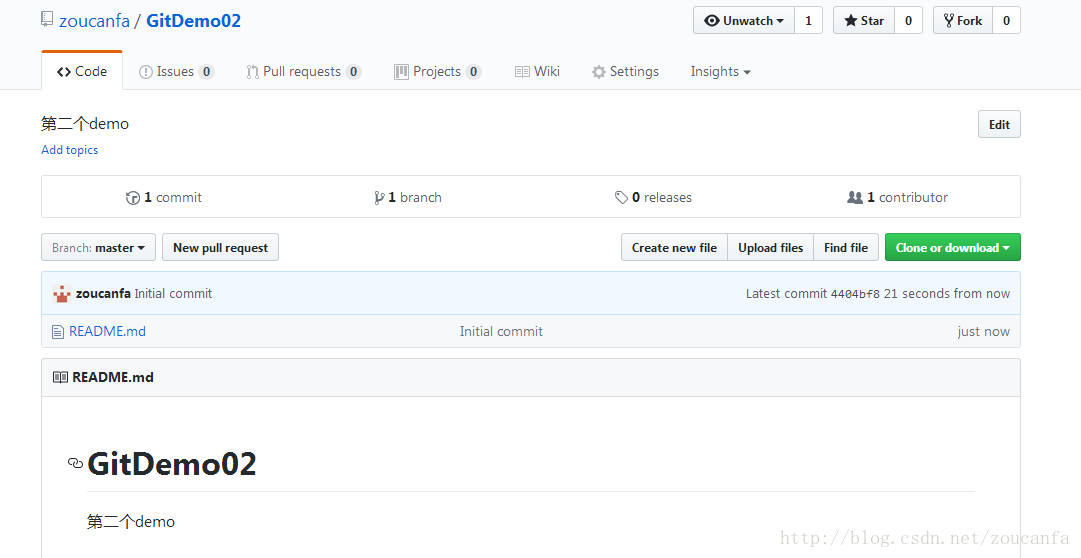 zoucanfa / GitDemo02 Unwatch 1 Star 0 Fork 0
Code Issues 0 Pull requests 0 Projects 0 Wiki Settings Insights
第二个demo Edit
Add topics
1 commit 1 branch 0 releases 1 contributor
Branch: master New pull request Create new file Upload files Find file Clone or download
zoucanfa Initial commit Latest commit 4404bf8 21 seconds from now
README.md Initial commit just now
README.md
GitDemo02
第二个demo
http://blog.csdn.net/zoucanfa